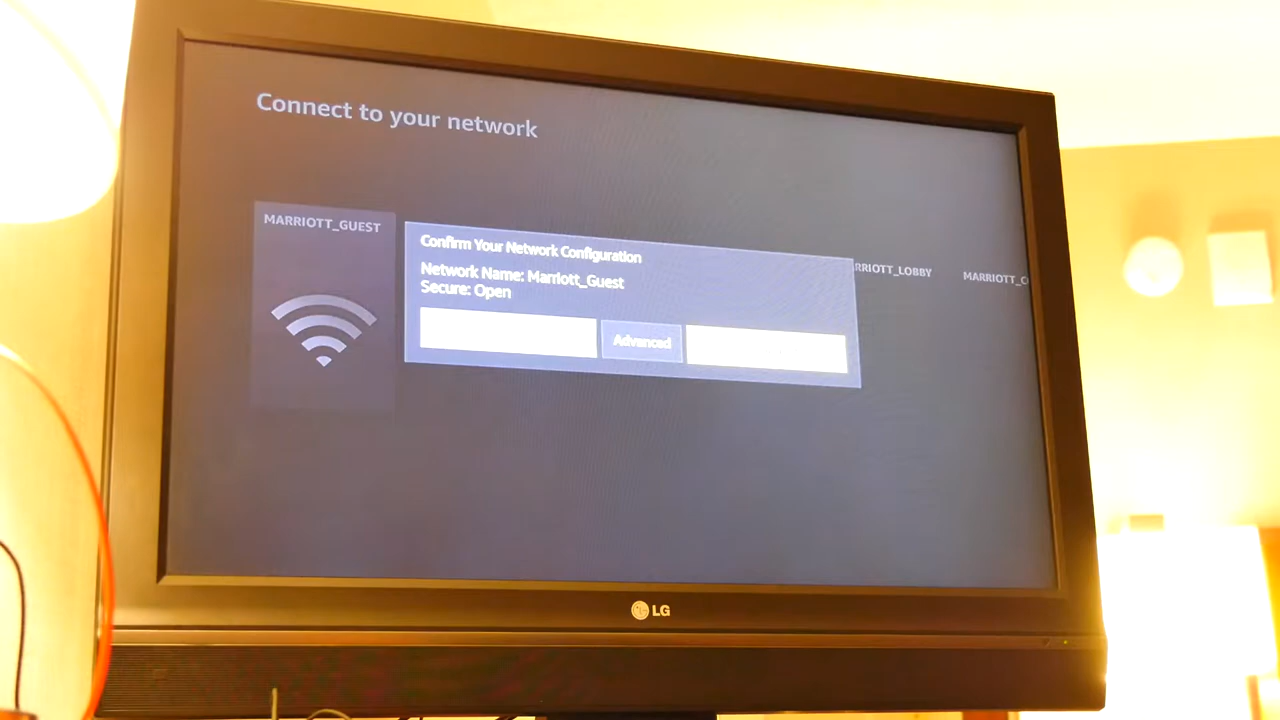 Connect to your network
MARRIOTT_GUEST
Confirm Your Network Configuration
Network Name: Marriott_Guest
Secure: Open
Advanced
RRIOTT_LOBBY
MARRIOTT_C
LG